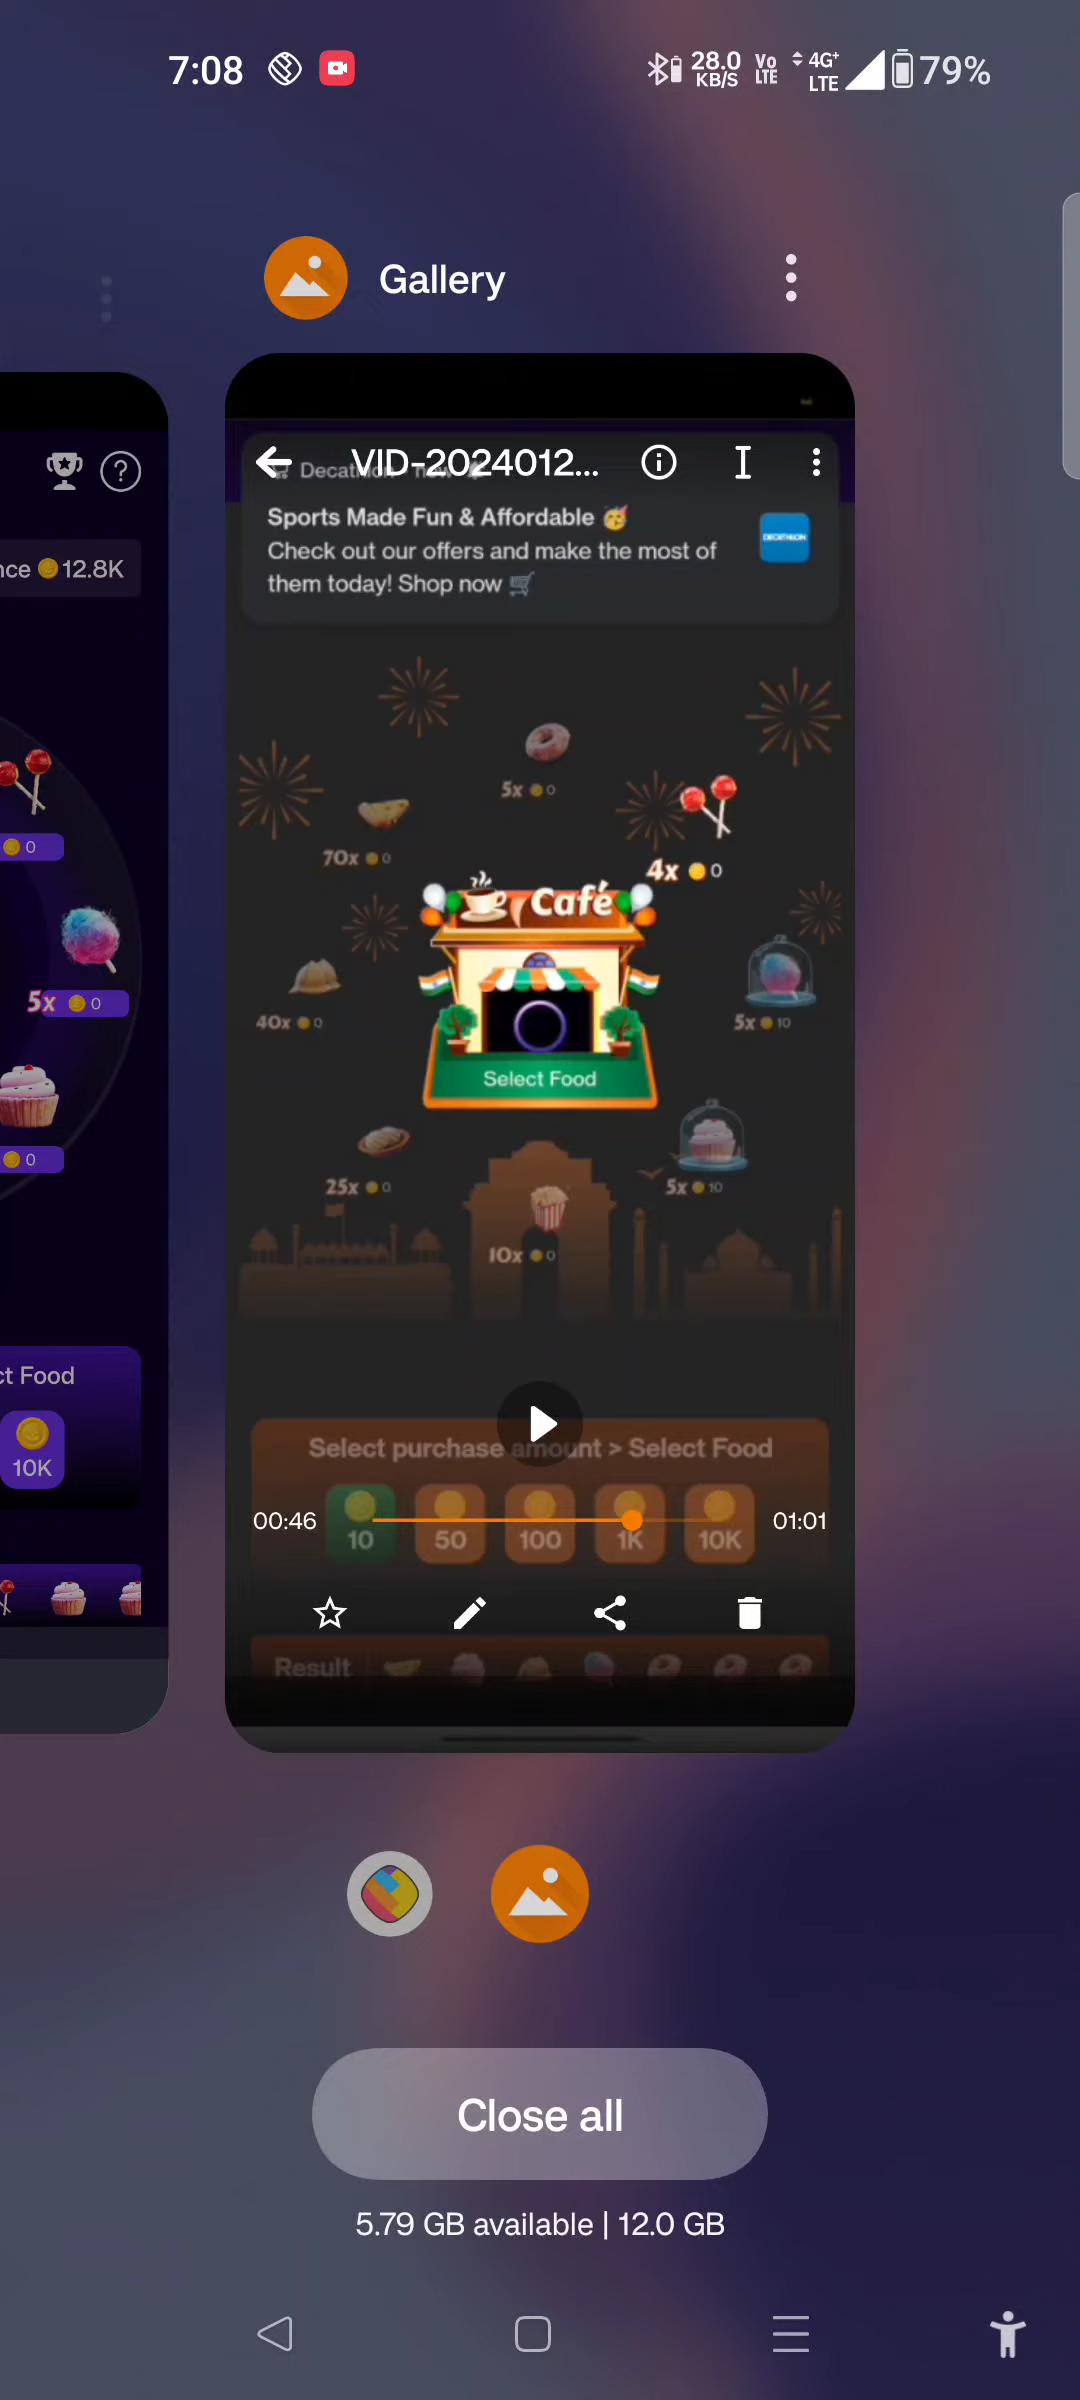 7:08
28.0 KB/S
Vo LTE
4G+ LTE
79%
Gallery
VID-2024012...
Sports Made Fun & Affordable 🥳
Check out our offers and make the most of
them today! Shop now 🛒
DECATHLON
nce 12.8K
5x 0
70x 0
4x 0
Café
0
5x 0
40x 0
5x 10
Select Food
0
25x 0
5x 10
10x 0
ct Food
10K
Select purchase amount > Select Food
00:46
01:01
10
50
100
1K
10K
Result
Close all
5.79 GB available | 12.0 GB